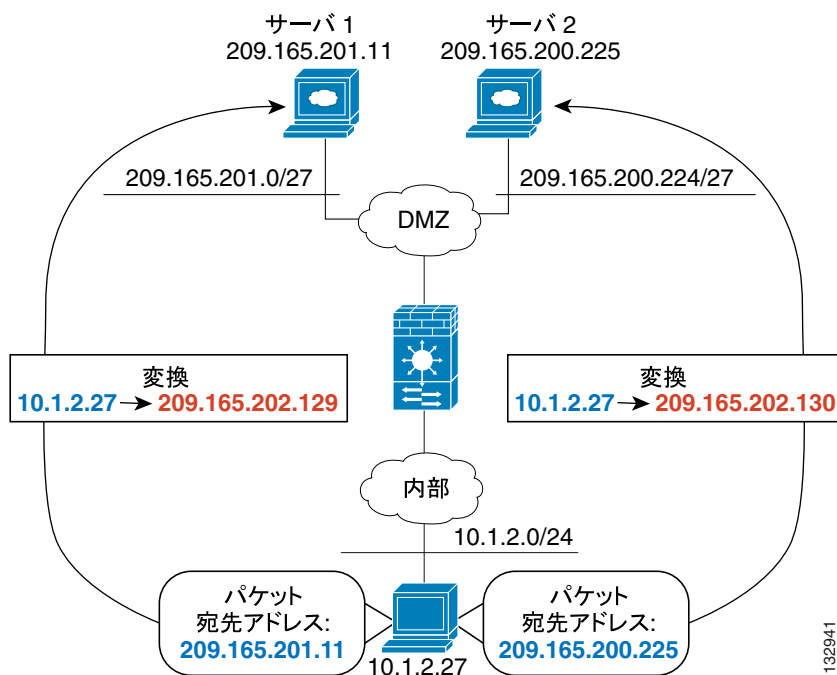 サーバ 1
209.165.201.11
サーバ 2
209.165.200.225
209.165.201.0/27
209.165.200.224/27
DMZ
変換
10.1.2.27 → 209.165.202.129
変換
10.1.2.27 → 209.165.202.130
内部
10.1.2.0/24
パケット
宛先アドレス:
209.165.201.11
パケット
宛先アドレス:
209.165.200.225
10.1.2.27
132941